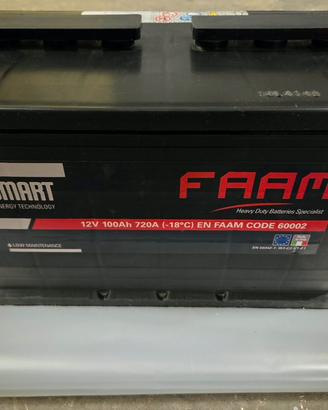 SMART
ENERGY TECHNOLOGY
FAAM
Heavy Duty Batteries Specialist
12V 100Ah 720A (-18°C) EN FAAM CODE 60002
LOW MAINTENANCE